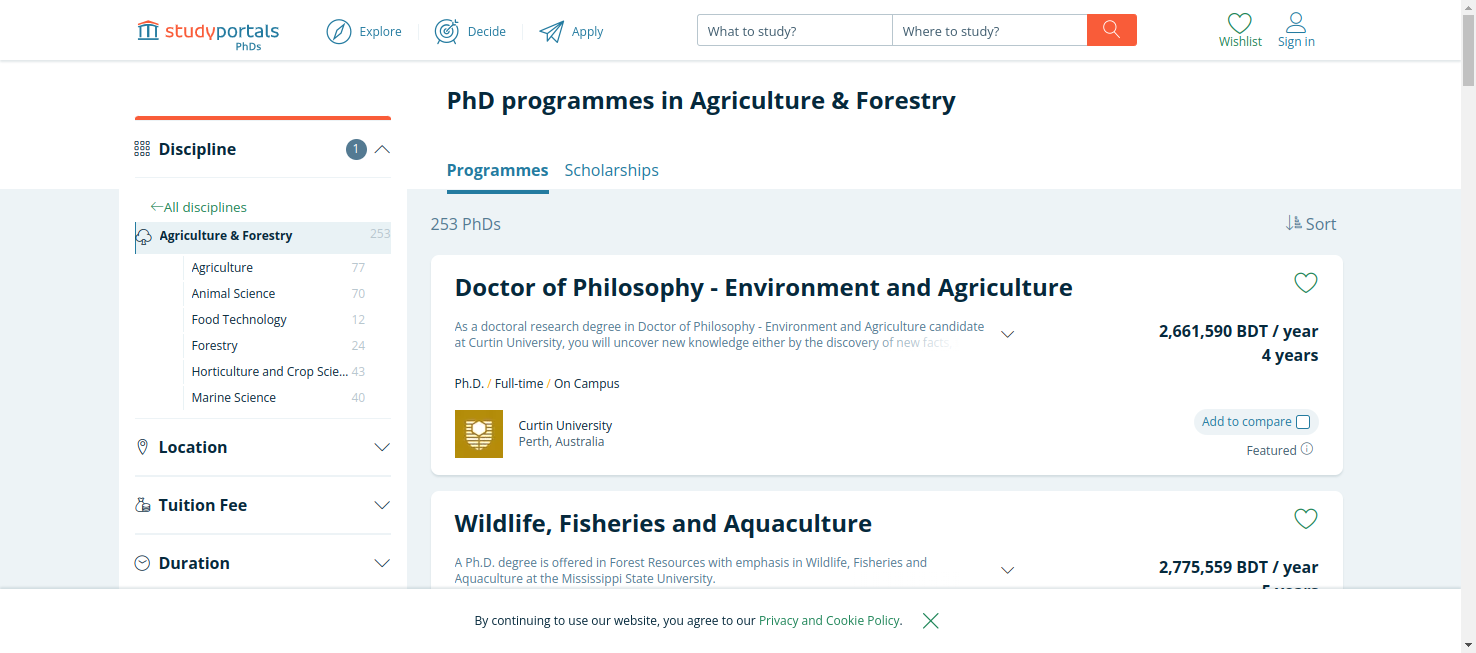 studyportals
PhDs
Explore
Decide
Apply
What to study?
Where to study?
Wishlist
Sign in
PhD programmes in Agriculture & Forestry
Discipline
1
Programmes
Scholarships
All disciplines
Agriculture & Forestry 253
Agriculture 77
Animal Science 70
Food Technology 12
Forestry 24
Horticulture and Crop Scie... 43
Marine Science 40
Location
Tuition Fee
Duration
253 PhDs
Sort
Doctor of Philosophy - Environment and Agriculture
As a doctoral research degree in Doctor of Philosophy - Environment and Agriculture candidate
at Curtin University, you will uncover new knowledge either by the discovery of new facts
2,661,590 BDT / year
4 years
Ph.D. / Full-time / On Campus
Curtin University
Perth, Australia
Add to compare
Featured
Wildlife, Fisheries and Aquaculture
A Ph.D. degree is offered in Forest Resources with emphasis in Wildlife, Fisheries and
Aquaculture at the Mississippi State University.
2,775,559 BDT / year
5 years
By continuing to use our website, you agree to our Privacy and Cookie Policy.